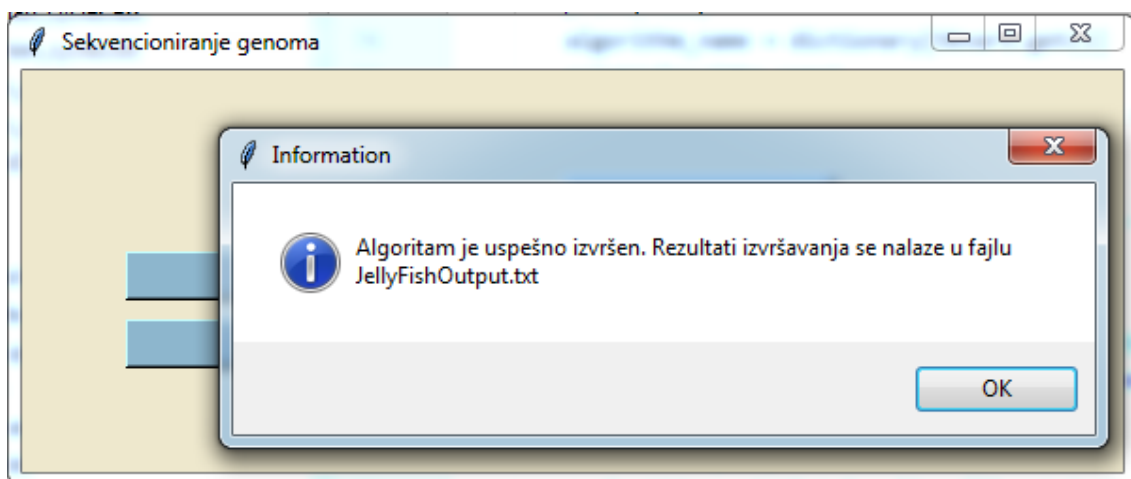 Sekvencioniranje genoma
Information
Algoritam je uspešno izvršen. Rezultati izvršavanja se nalaze u fajlu
JellyFishOutput.txt
OK